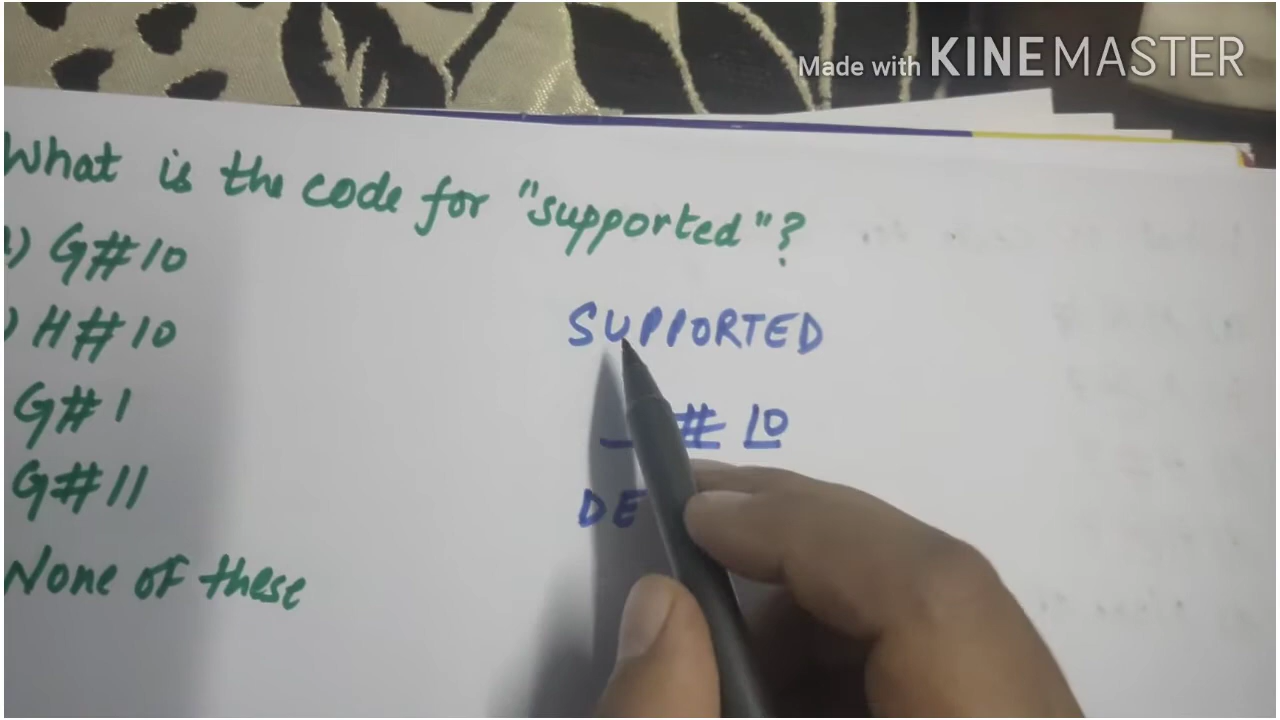 Made with KINEMASTER
What is the code for "supported"?
) G#10
) H#10
G#1
G#11
None of these
SUPPORTED
_ # 10
DE